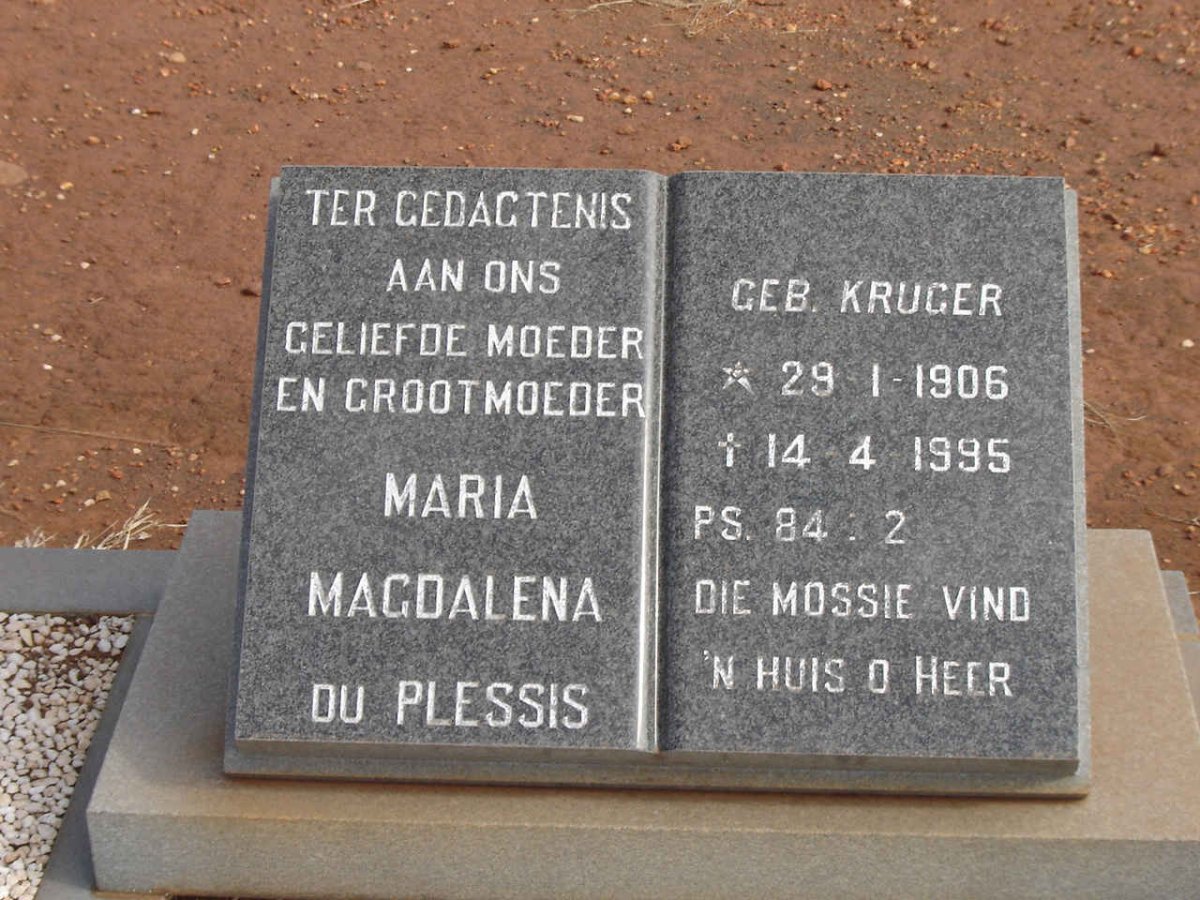 TER GEDAGTENIS
AAN ONS
GELIEFDE MOEDER
EN GROOTMOEDER
MARIA
MAGDALENA
DU PLESSIS
GEB. KRUGER
☆ 29 1-1906
† 14 4 1995
PS. 84 : 2
DIE MOSSIE VIND
'N HUIS O HEER